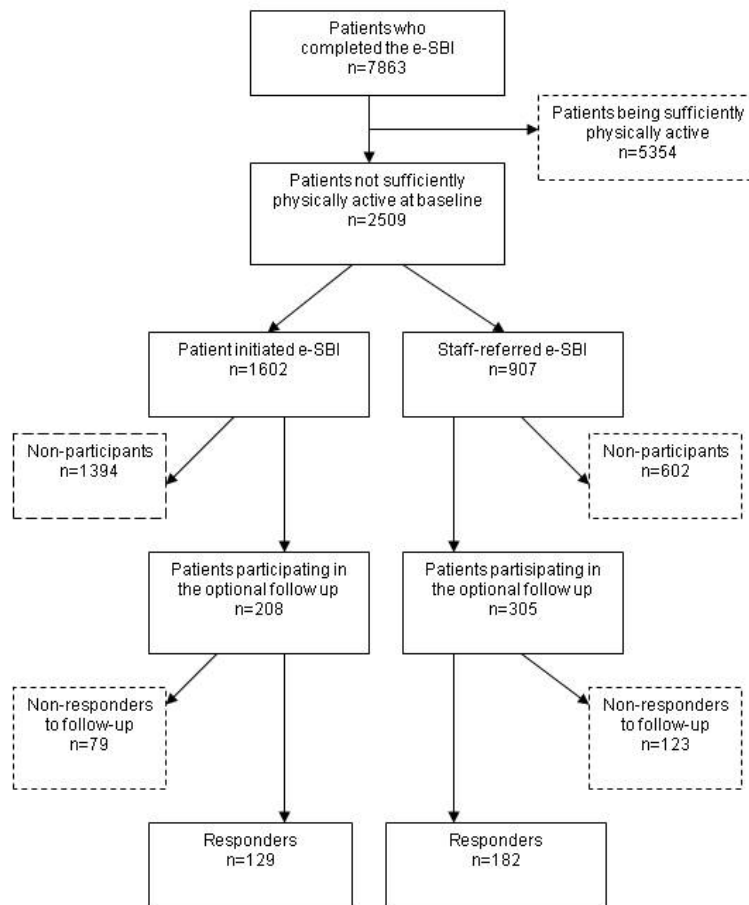 Patients who
completed the e-SBI
n=7863
Patients being sufficiently
physically active
n=5354
Patients not sufficiently
physically active at baseline
n=2509
Patient initiated e-SBI
n=1602
Staff-referred e-SBI
n=907
Non-participants
n=1394
Non-participants
n=602
Patients participating in
the optional follow up
n=208
Patients partisipating in
the optional follow up
n=305
Non-responders
to follow-up
n=79
Non-responders
to follow-up
n=123
Responders
n=129
Responders
n=182